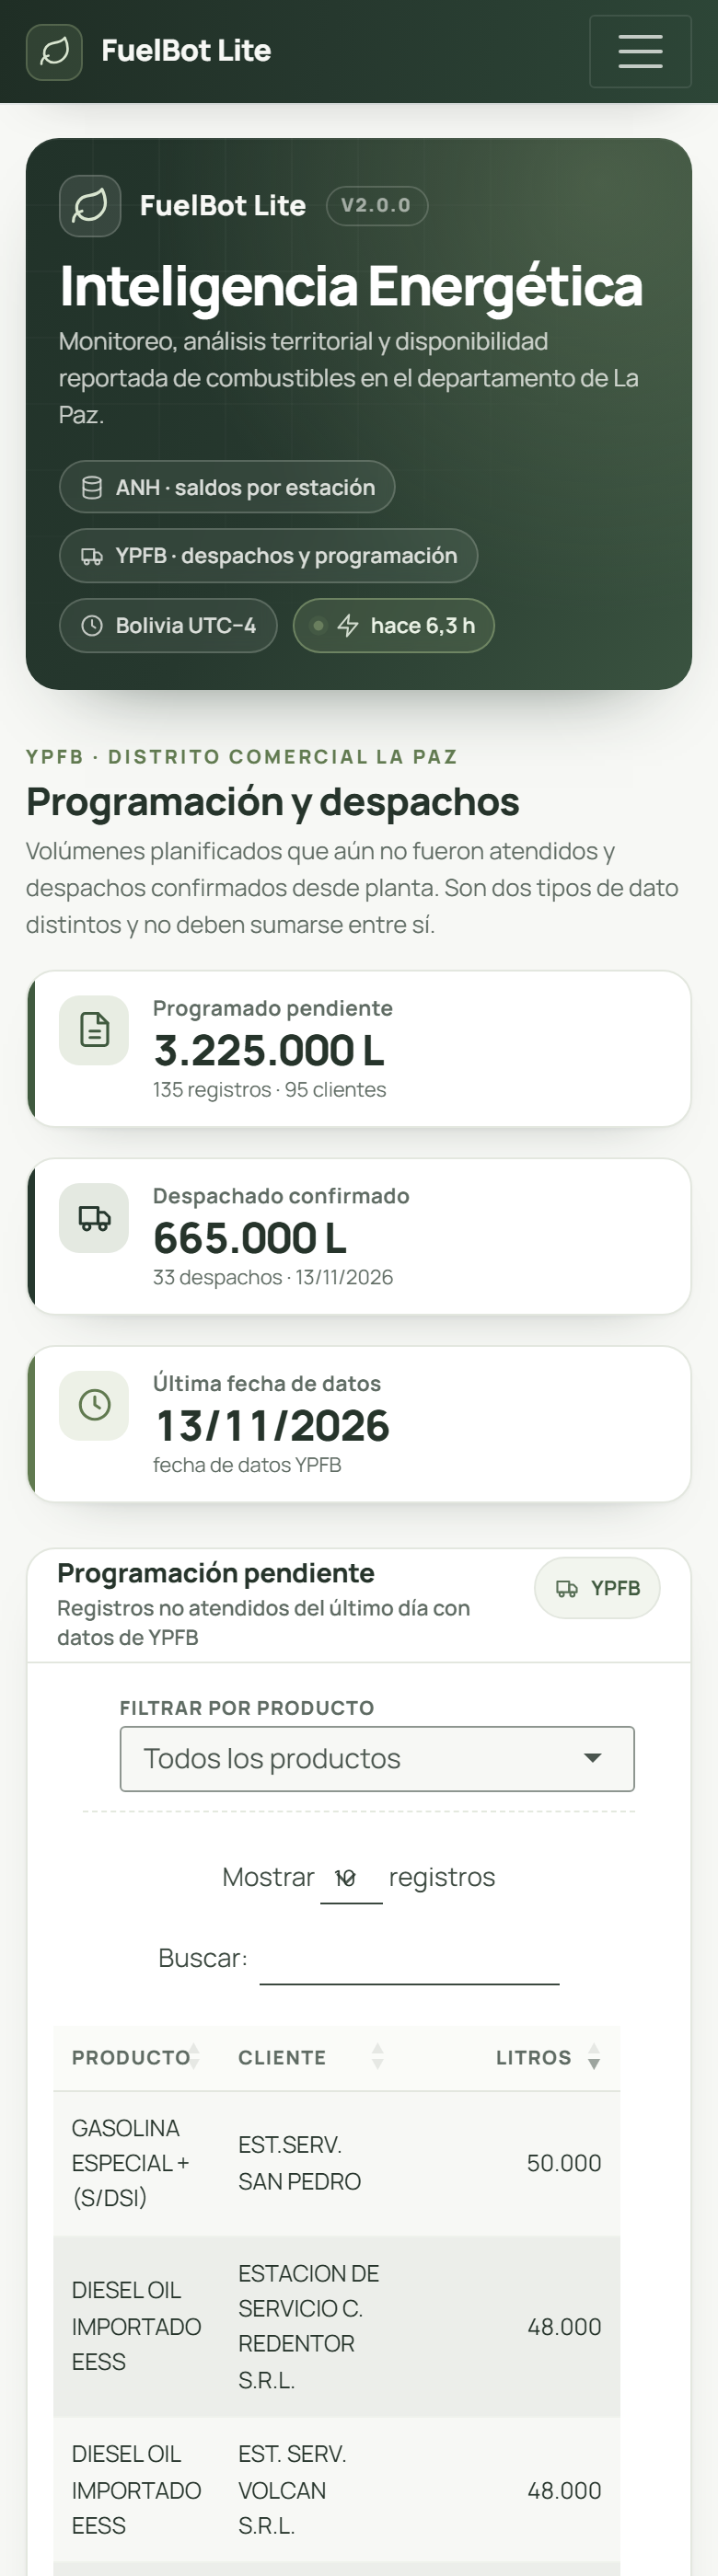 FuelBot Lite
FuelBot Lite V2.0.0
Inteligencia Energética
Monitoreo, análisis territorial y disponibilidad
reportada de combustibles en el departamento de La
Paz.
ANH · saldos por estación
YPFB · despachos y programación
Bolivia UTC−4 hace 6,3 h
YPFB · DISTRITO COMERCIAL LA PAZ
Programación y despachos
Volúmenes planificados que aún no fueron atendidos y
despachos confirmados desde planta. Son dos tipos de dato
distintos y no deben sumarse entre sí.
Programado pendiente
3.225.000 L
135 registros · 95 clientes
Despachado confirmado
665.000 L
33 despachos · 13/11/2026
Última fecha de datos
13/11/2026
fecha de datos YPFB
Programación pendiente
YPFB
Registros no atendidos del último día con
datos de YPFB
FILTRAR POR PRODUCTO
Todos los productos
Mostrar 10 registros
Buscar:
PRODUCTO CLIENTE LITROS
GASOLINA
ESPECIAL +
(S/DSI)
EST.SERV.
SAN PEDRO
50.000
DIESEL OIL
IMPORTADO
EESS
ESTACION DE
SERVICIO C.
REDENTOR
S.R.L.
48.000
DIESEL OIL
IMPORTADO
EESS
EST. SERV.
VOLCAN
S.R.L.
48.000